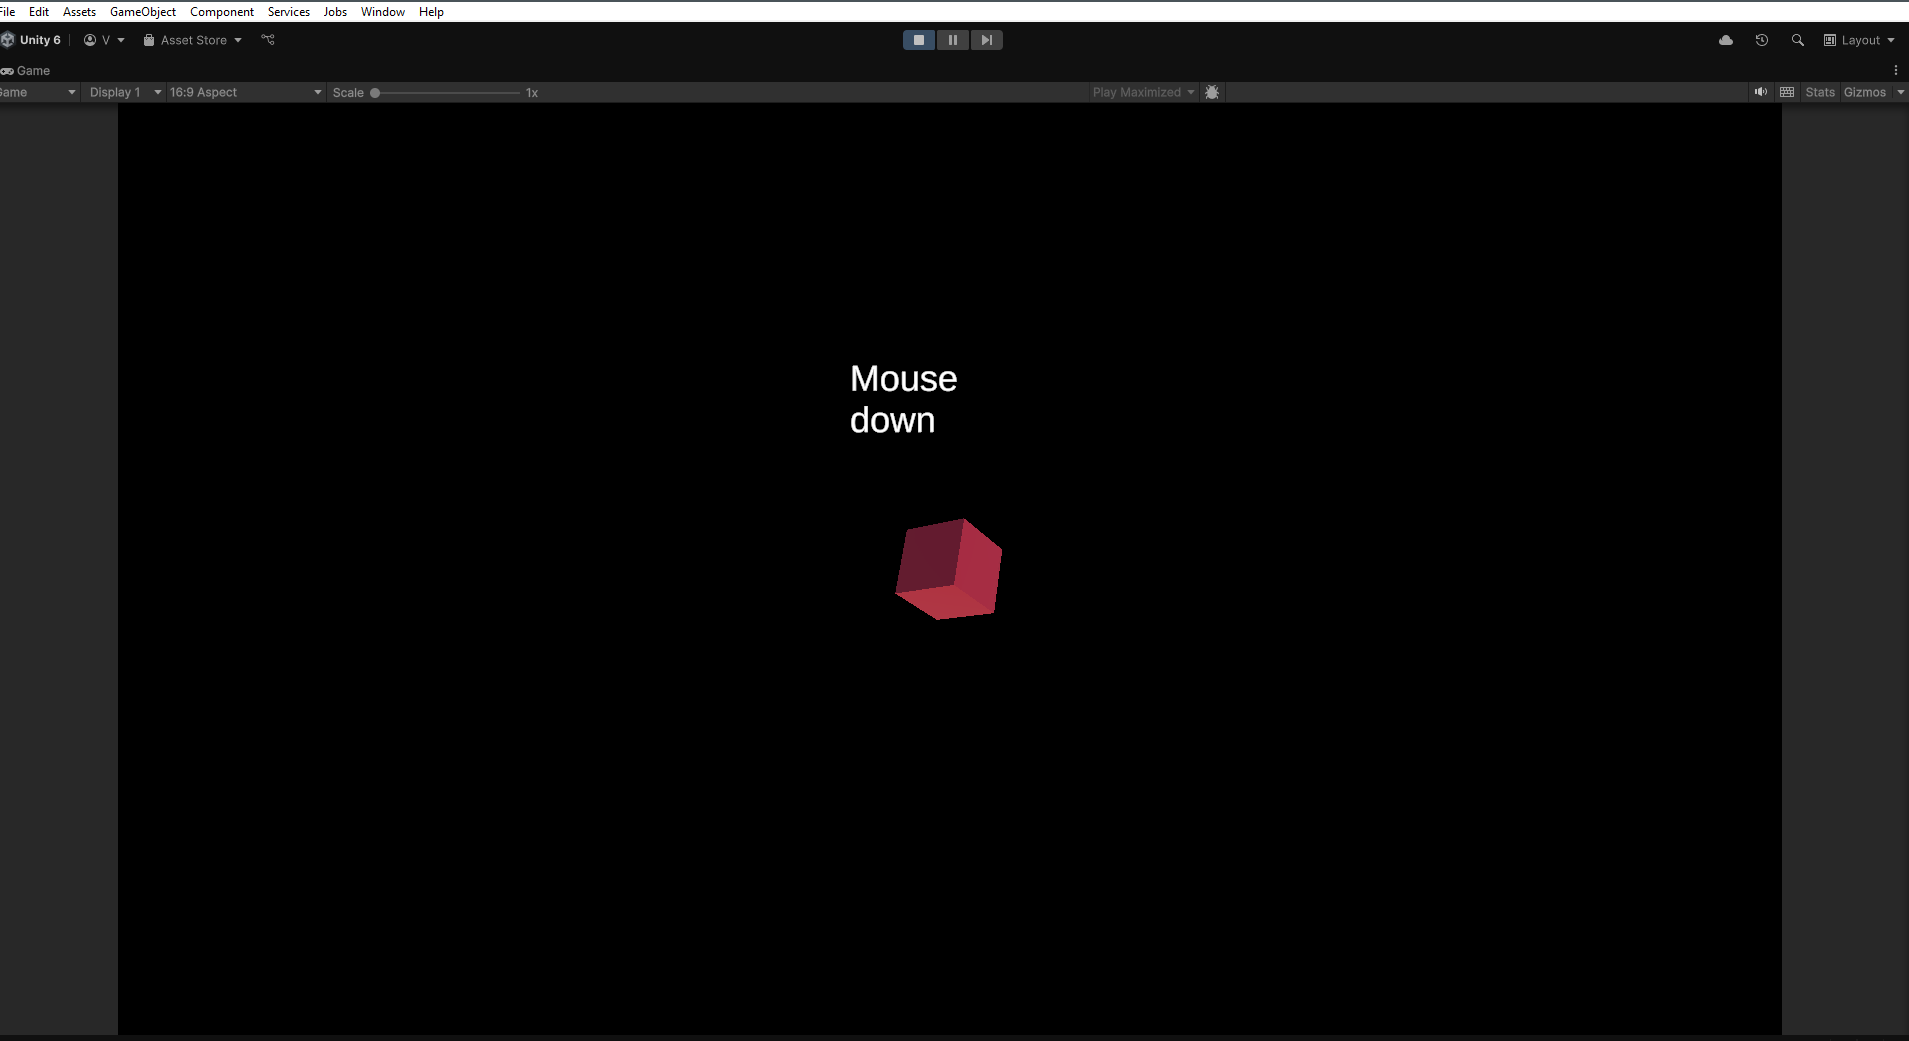 File Edit Assets GameObject Component Services Jobs Window Help
Unity 6 V Asset Store Layout
Game
Game Display 1 16:9 Aspect Scale 1x Play Maximized Stats Gizmos
Mouse
down